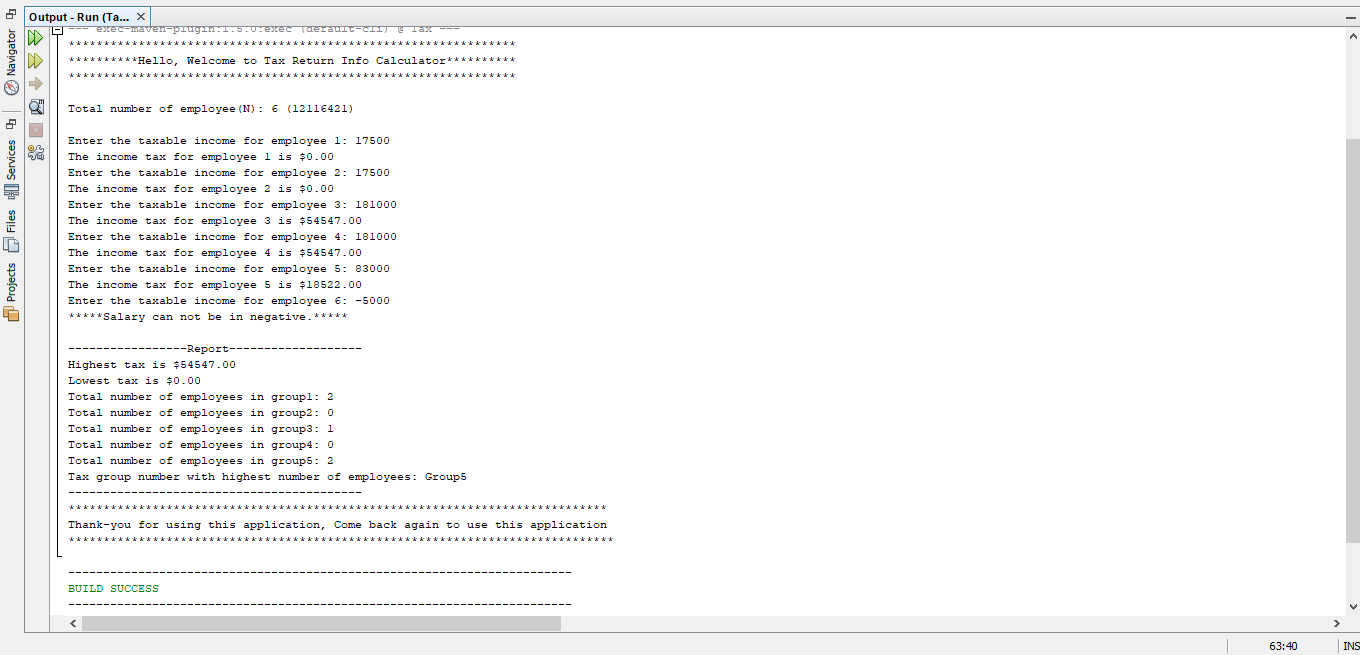 Output - Run (Ta... ×
Navigator
Services
Files
Projects
--- exec-maven-plugin:1.5.0:exec (default-cli) @ Tax ---
****************************************************************
**********Hello, Welcome to Tax Return Info Calculator**********
****************************************************************
Total number of employee(N): 6 (12116421)
Enter the taxable income for employee 1: 17500
The income tax for employee 1 is $0.00
Enter the taxable income for employee 2: 17500
The income tax for employee 2 is $0.00
Enter the taxable income for employee 3: 181000
The income tax for employee 3 is $54547.00
Enter the taxable income for employee 4: 181000
The income tax for employee 4 is $54547.00
Enter the taxable income for employee 5: 83000
The income tax for employee 5 is $18522.00
Enter the taxable income for employee 6: -5000
*****Salary can not be in negative.*****
-----------------Report-------------------
Highest tax is $54547.00
Lowest tax is $0.00
Total number of employees in group1: 2
Total number of employees in group2: 0
Total number of employees in group3: 1
Total number of employees in group4: 0
Total number of employees in group5: 2
Tax group number with highest number of employees: Group5
------------------------------------------
*****************************************************************************
Thank-you for using this application, Come back again to use this application
******************************************************************************
------------------------------------------------------------------------
BUILD SUCCESS
------------------------------------------------------------------------
63:40
INS